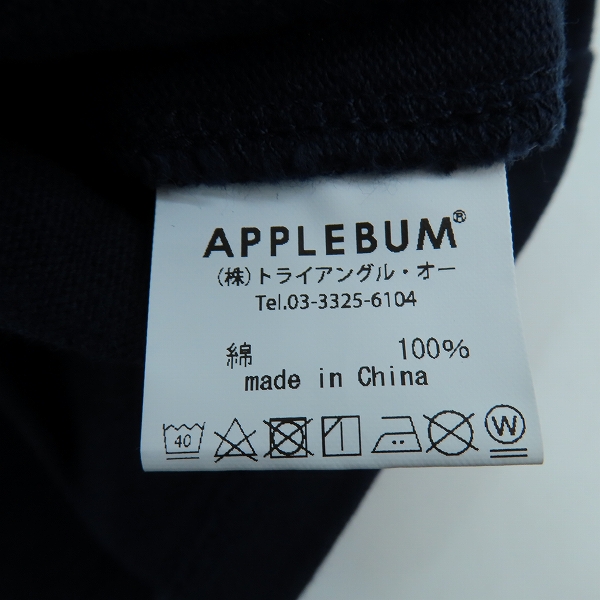 APPLEBUM®
（株）トライアングル・オー
Tel.03-3325-6104
綿 100%
made in China
40 W